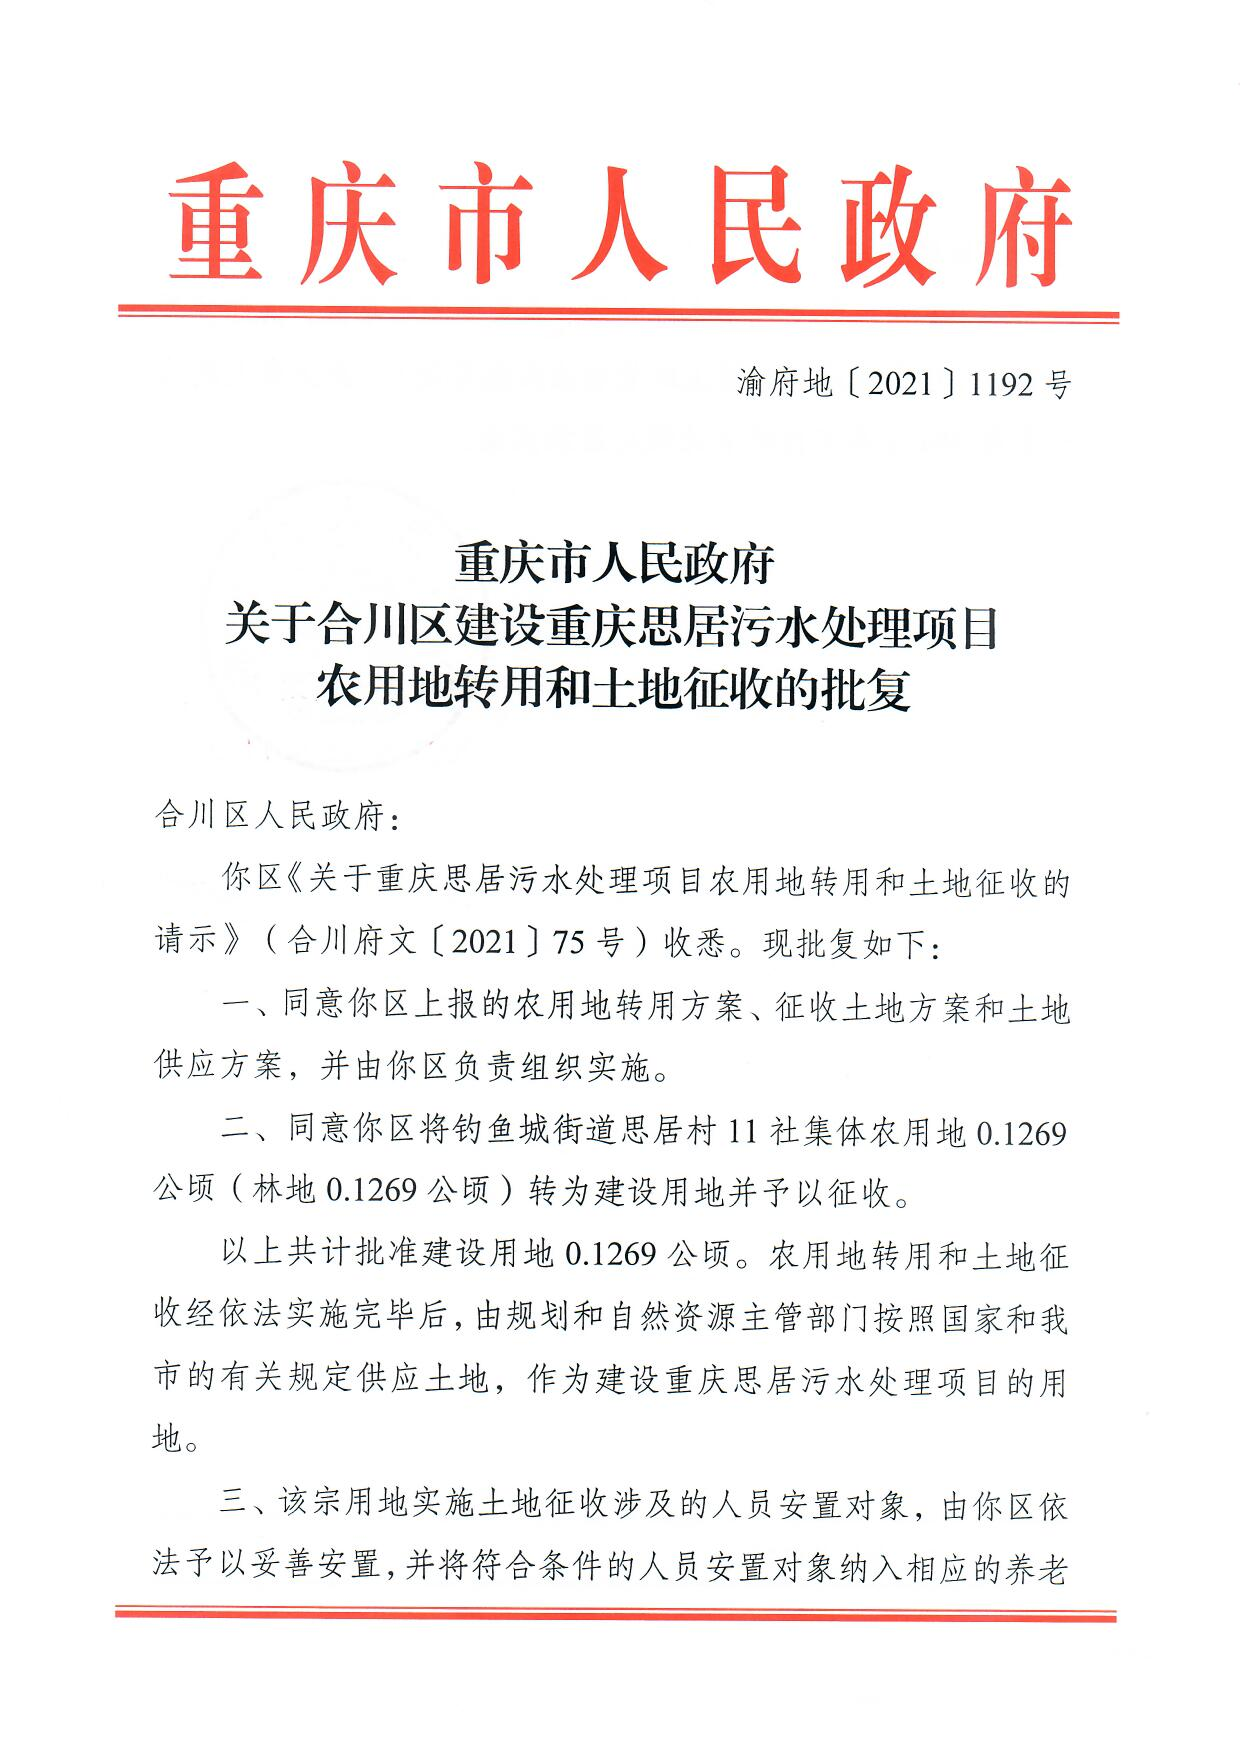 重庆市人民政府
渝府地〔2021〕1192号
重庆市人民政府
关于合川区建设重庆思居污水处理项目
农用地转用和土地征收的批复
合川区人民政府：
你区《关于重庆思居污水处理项目农用地转用和土地征收的
请示》（合川府文〔2021〕75号）收悉。现批复如下：
一、同意你区上报的农用地转用方案、征收土地方案和土地
供应方案，并由你区负责组织实施。
二、同意你区将钓鱼城街道思居村11社集体农用地0.1269
公顷（林地0.1269公顷）转为建设用地并予以征收。
以上共计批准建设用地0.1269公顷。农用地转用和土地征
收经依法实施完毕后，由规划和自然资源主管部门按照国家和我
市的有关规定供应土地，作为建设重庆思居污水处理项目的用
地。
三、该宗用地实施土地征收涉及的人员安置对象，由你区依
法予以妥善安置，并将符合条件的人员安置对象纳入相应的养老